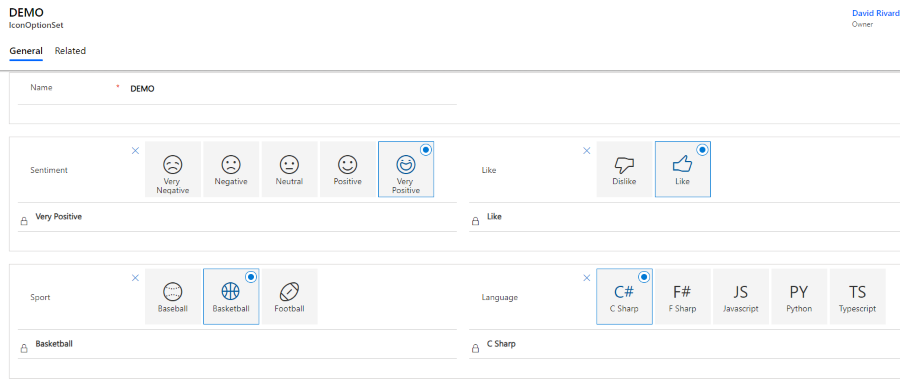 DEMO
IconOptionSet
David Rivard
Owner
General Related
Name * DEMO
Sentiment
Very Negative
Negative
Neutral
Positive
Very Positive
Very Positive
Like
Dislike
Like
Like
Sport
Baseball
Basketball
Football
Basketball
Language
C#
C Sharp
F#
F Sharp
JS
Javascript
PY
Python
TS
Typescript
C Sharp